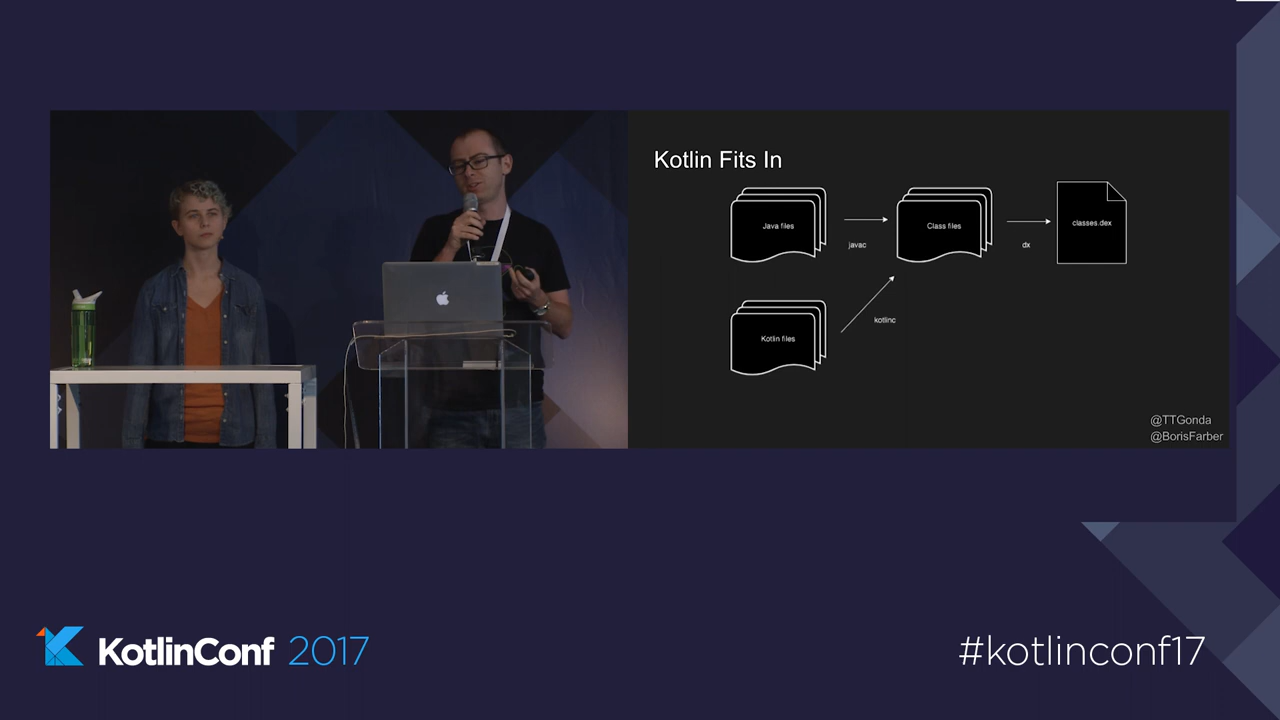 Kotlin Fits In
Java files
javac
Class files
dx
classes.dex
kotlinc
Kotlin files
@TTGonda
@BorisFarber
KotlinConf 2017
#kotlinconf17